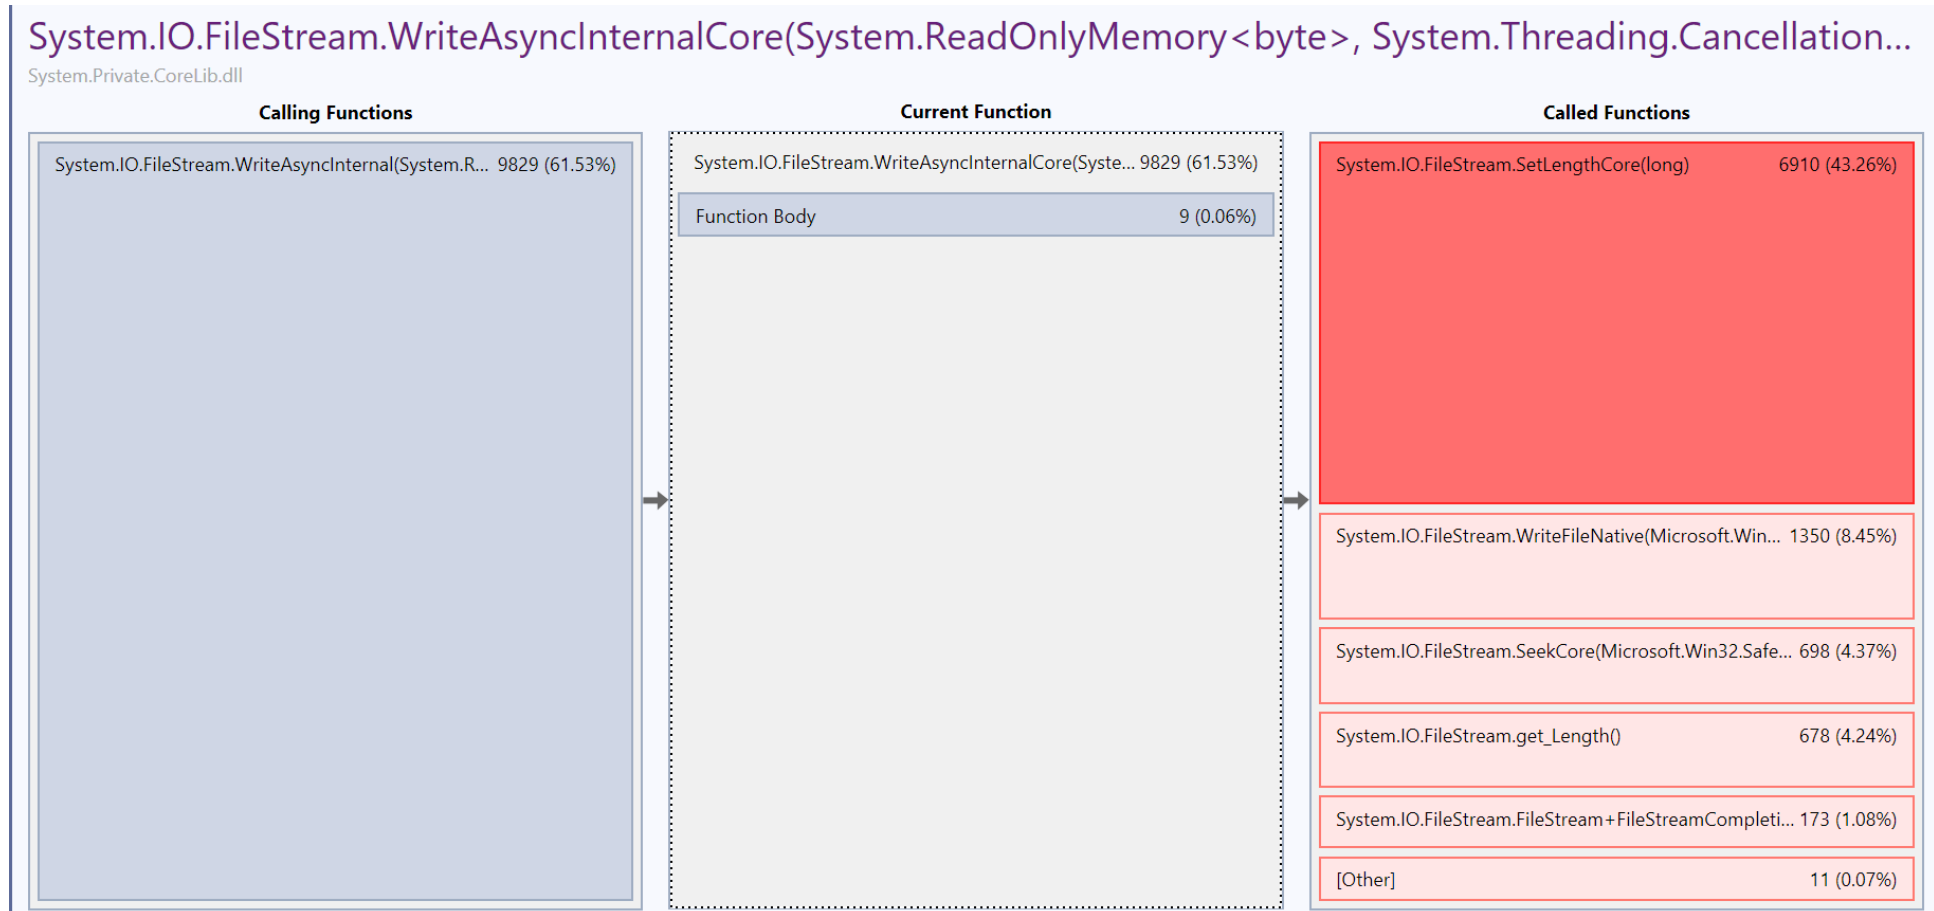 System.IO.FileStream.WriteAsyncInternalCore(System.ReadOnlyMemory<byte>, System.Threading.Cancellation...
System.Private.CoreLib.dll
Calling Functions
System.IO.FileStream.WriteAsyncInternal(System.R... 9829 (61.53%)
Current Function
System.IO.FileStream.WriteAsyncInternalCore(Syste... 9829 (61.53%)
Function Body 9 (0.06%)
Called Functions
System.IO.FileStream.SetLengthCore(long) 6910 (43.26%)
System.IO.FileStream.WriteFileNative(Microsoft.Win... 1350 (8.45%)
System.IO.FileStream.SeekCore(Microsoft.Win32.Safe... 698 (4.37%)
System.IO.FileStream.get_Length() 678 (4.24%)
System.IO.FileStream.FileStream+FileStreamCompleti... 173 (1.08%)
[Other] 11 (0.07%)